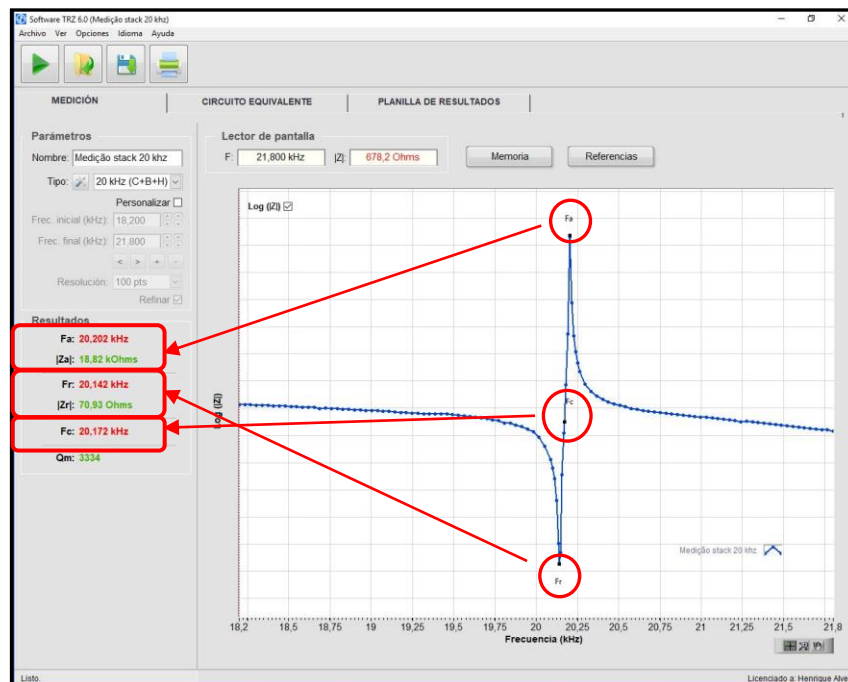 Software TRZ 6.0 (Medição stack 20 khz)
Archivo Ver Opciones Idioma Ayuda
MEDICIÓN CIRCUITO EQUIVALENTE PLANILLA DE RESULTADOS
Parámetros
Nombre: Medição stack 20 khz
Tipo: 20 kHz (C+B+H)
Personalizar
Frec. inicial (kHz): 18,200
Frec. final (kHz): 21,800
< > + -
Resolución: 100 pts
Refinar
Resultados
Fa: 20,202 kHz
|Za|: 18,82 kOhms
Fr: 20,142 kHz
|Zr|: 70,93 Ohms
Fc: 20,172 kHz
Qm: 3334
Lector de pantalla
F: 21,800 kHz |Z|: 678,2 Ohms
Memoria Referencias
Log (|Z|)
Fa
Fc
Log (|Z|)
Medição stack 20 khz
Fr
18,2 18,5 18,75 19 19,25 19,5 19,75 20 20,25 20,5 20,75 21 21,25 21,5 21,8
Frecuencia (kHz)
Listo.
Licenciado a: Henrique Alve